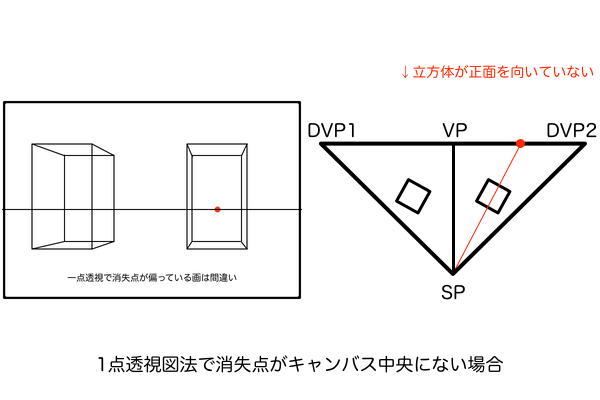 ↓立方体が正面を向いていない
DVP1
VP
DVP2
一点透視で消失点が偏っている画は間違い
SP
1点透視図法で消失点がキャンバス中央にない場合